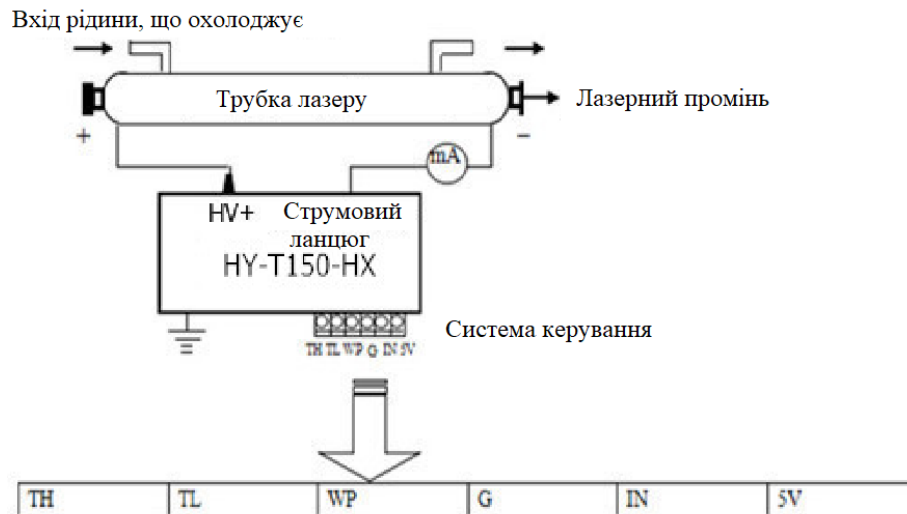 Вхід рідини, що охолоджує
Трубка лазеру
Лазерний промінь
+
−
mA
HV+ Струмовий
ланцюг
HY-T150-HX
Система керування
TH TL WP G IN 5V
TH TL WP G IN 5V